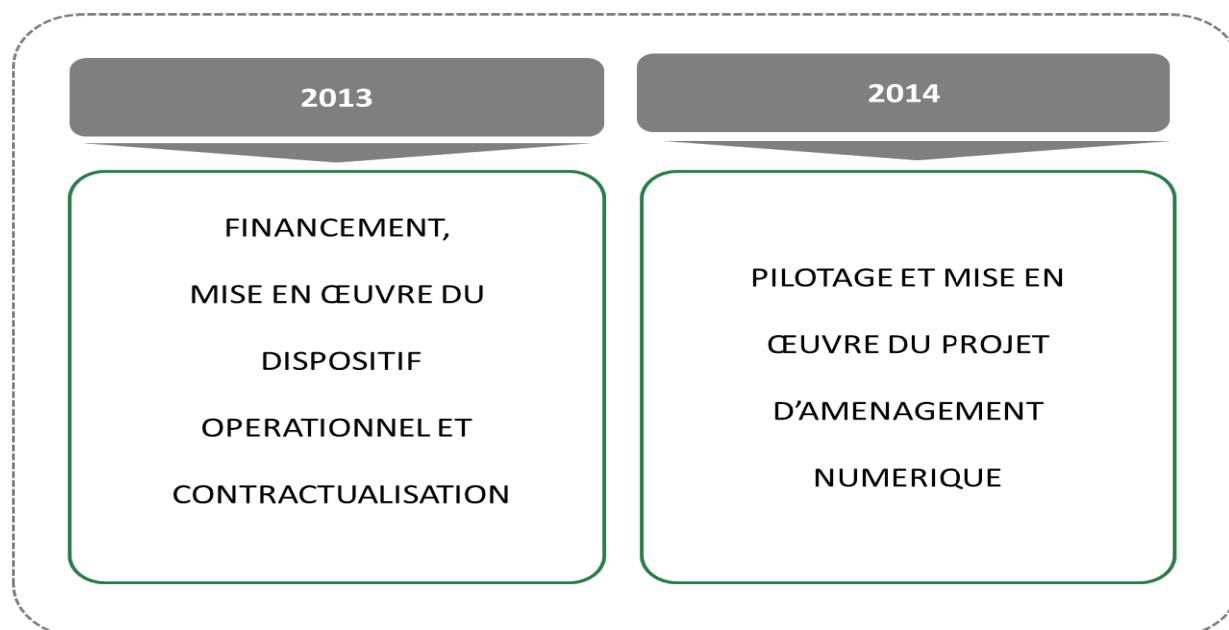 2013
FINANCEMENT,
MISE EN ŒUVRE DU
DISPOSITIF
OPERATIONNEL ET
CONTRACTUALISATION
2014
PILOTAGE ET MISE EN
ŒUVRE DU PROJET
D’AMENAGEMENT
NUMERIQUE